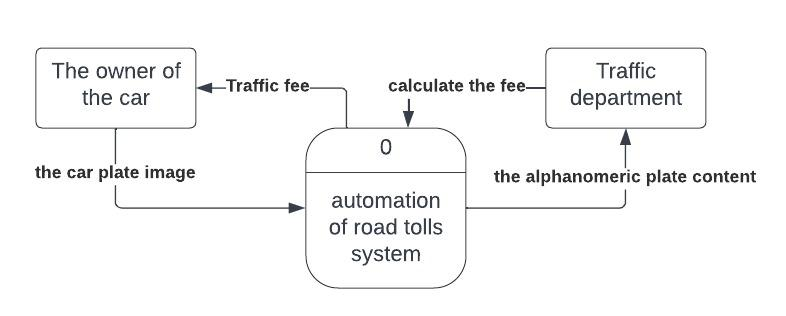 The owner of
the car
Traffic fee
calculate the fee
Traffic
department
0
the car plate image
the alphanomeric plate content
automation
of road tolls
system